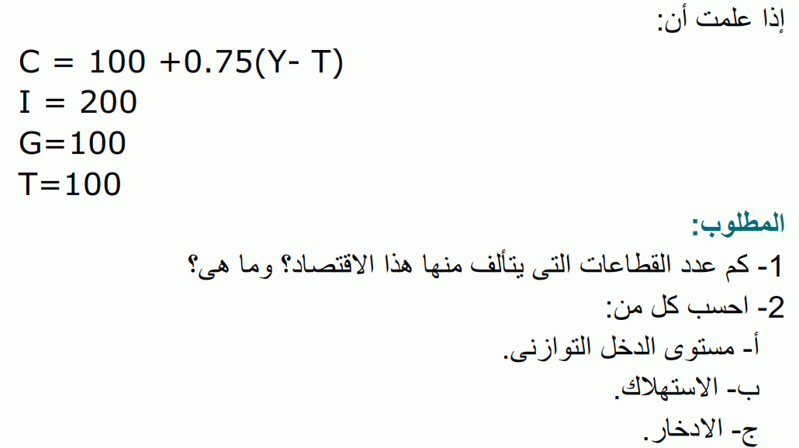 إذا علمت أن:
C = 100 +0.75(Y- T)
I = 200
G=100
T=100
المطلوب:
1- كم عدد القطاعات التى يتألف منها هذا الاقتصاد؟ وما هى؟
2- احسب كل من:
أ- مستوى الدخل التوازنى.
ب- الاستهلاك.
ج- الادخار.